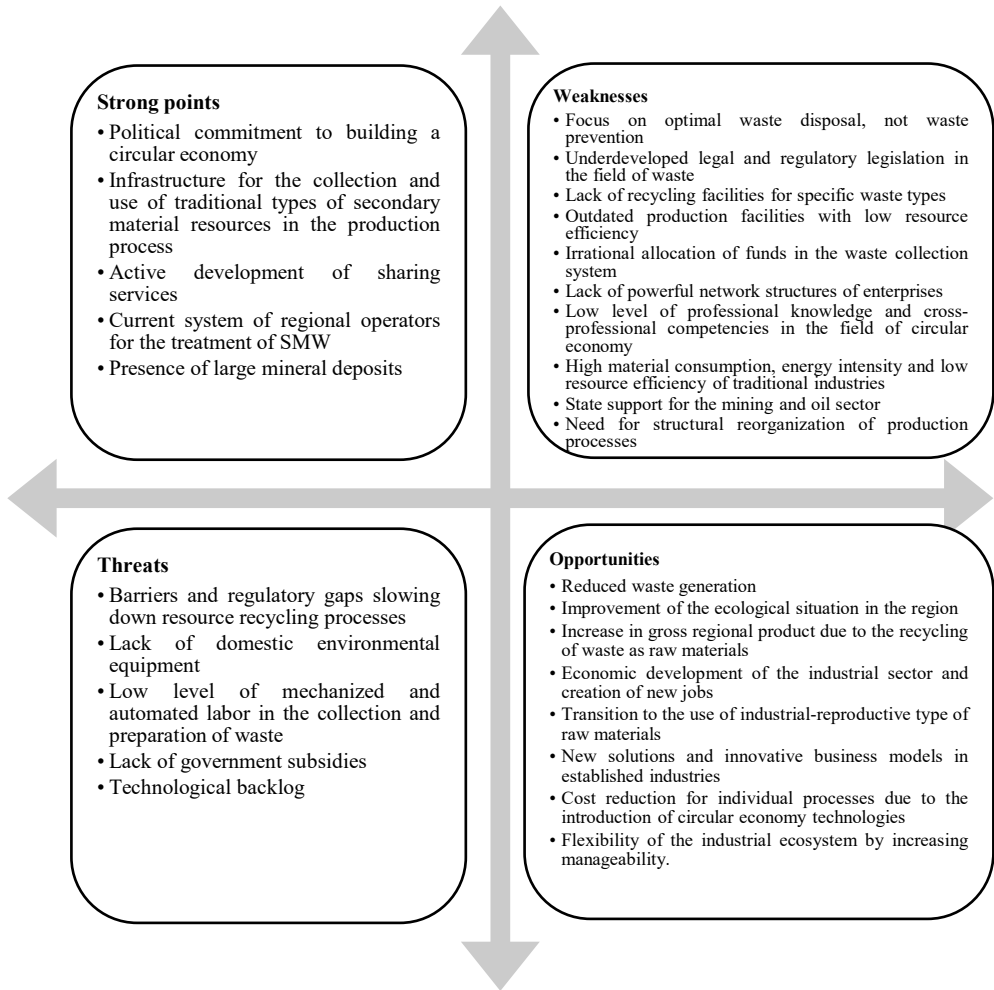 Strong points
• Political commitment to building a
circular economy
• Infrastructure for the collection and
use of traditional types of secondary
material resources in the production
process
• Active development of sharing
services
• Current system of regional operators
for the treatment of SMW
• Presence of large mineral deposits
Weaknesses
• Focus on optimal waste disposal, not waste
prevention
• Underdeveloped legal and regulatory legislation in
the field of waste
• Lack of recycling facilities for specific waste types
• Outdated production facilities with low resource
efficiency
• Irrational allocation of funds in the waste collection
system
• Lack of powerful network structures of enterprises
• Low level of professional knowledge and cross-
professional competencies in the field of circular
economy
• High material consumption, energy intensity and low
resource efficiency of traditional industries
• State support for the mining and oil sector
• Need for structural reorganization of production
processes
Threats
• Barriers and regulatory gaps slowing
down resource recycling processes
• Lack of domestic environmental
equipment
• Low level of mechanized and
automated labor in the collection and
preparation of waste
• Lack of government subsidies
• Technological backlog
Opportunities
• Reduced waste generation
• Improvement of the ecological situation in the region
• Increase in gross regional product due to the recycling
of waste as raw materials
• Economic development of the industrial sector and
creation of new jobs
• Transition to the use of industrial-reproductive type of
raw materials
• New solutions and innovative business models in
established industries
• Cost reduction for individual processes due to the
introduction of circular economy technologies
• Flexibility of the industrial ecosystem by increasing
manageability.